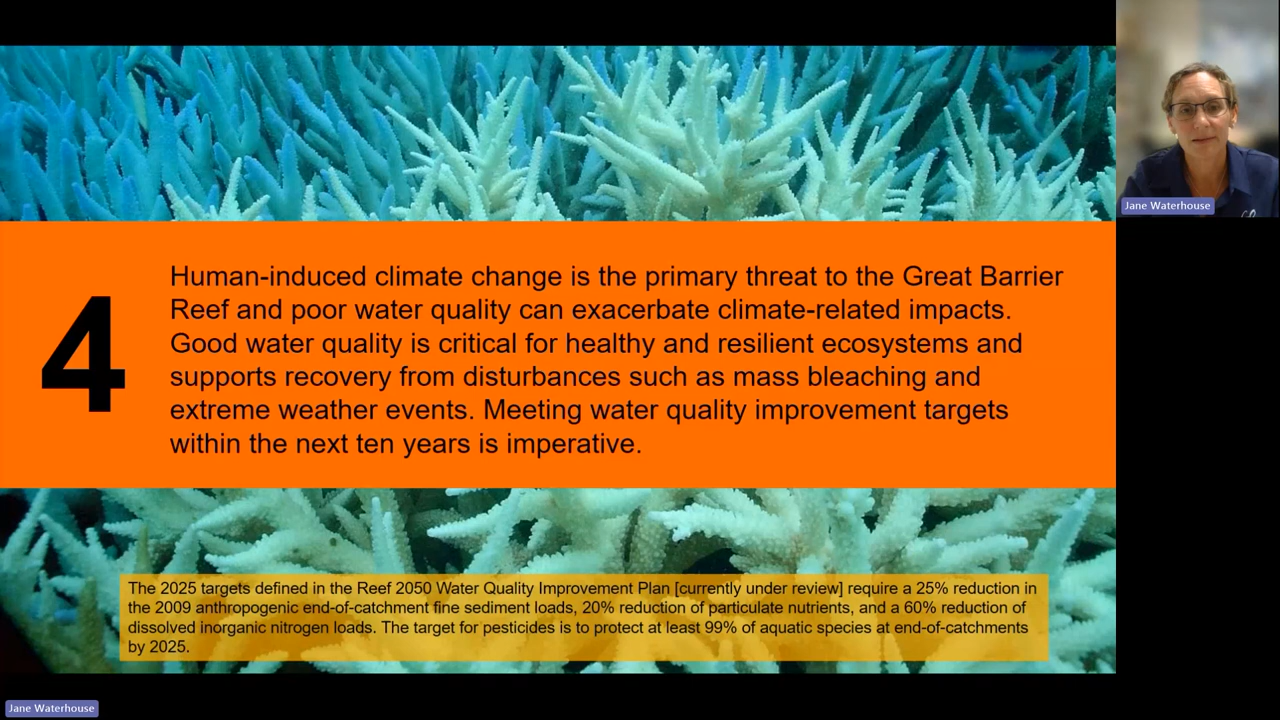 Human-induced climate change is the primary threat to the Great Barrier
Reef and poor water quality can exacerbate climate-related impacts.
Good water quality is critical for healthy and resilient ecosystems and
supports recovery from disturbances such as mass bleaching and
extreme weather events. Meeting water quality improvement targets
within the next ten years is imperative.
4
The 2025 targets defined in the Reef 2050 Water Quality Improvement Plan [currently under review] require a 25% reduction in
the 2009 anthropogenic end-of-catchment fine sediment loads, 20% reduction of particulate nutrients, and a 60% reduction of
dissolved inorganic nitrogen loads. The target for pesticides is to protect at least 99% of aquatic species at end-of-catchments
by 2025.
Jane Waterhouse
Jane Waterhouse